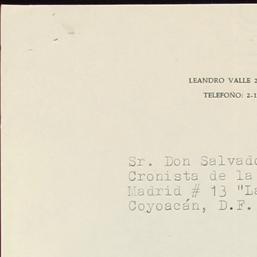 LEANDRO VALLE 2
TELEFONO: 2-1
Sr. Don Salvado
Cronista de la
Madrid # 13 "La
Coyoacán, D.F.